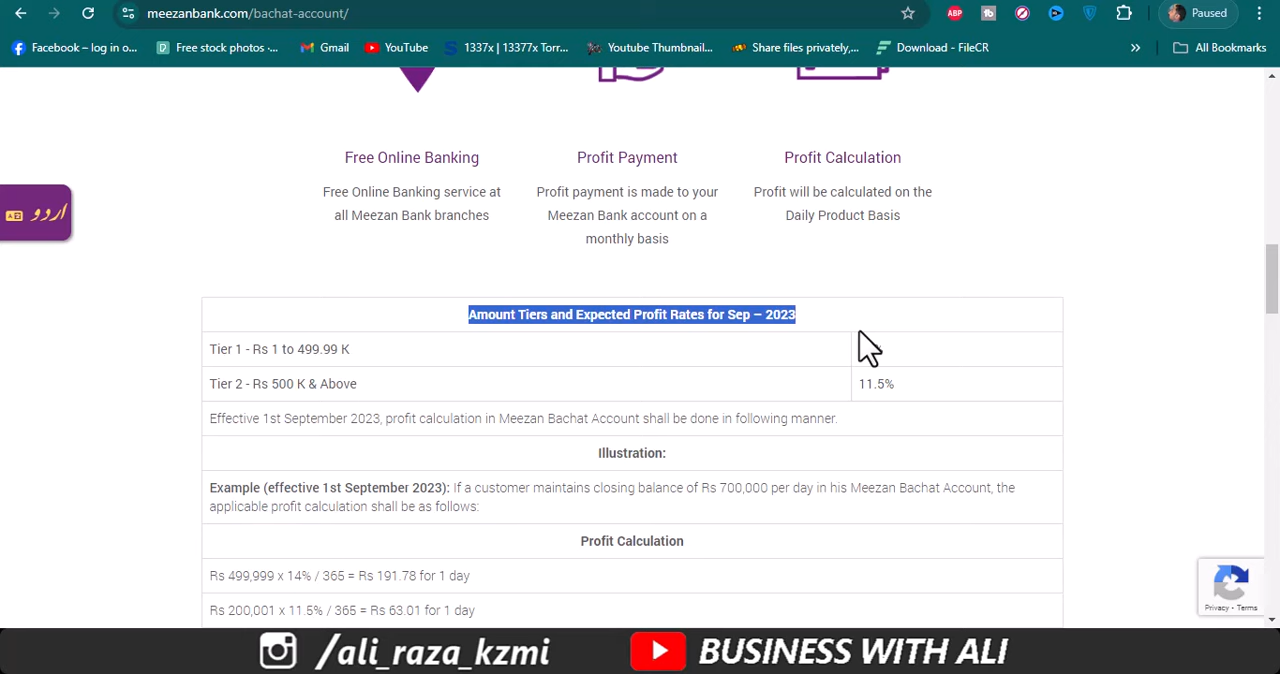 meezanbank.com/bachat-account/
Paused
Facebook – log in o...
Free stock photos -...
Gmail
YouTube
1337x | 13377x Torr...
Youtube Thumbnail...
Share files privately,...
Download - FileCR
All Bookmarks
ABP
Free Online Banking
Profit Payment
Profit Calculation
Free Online Banking service at
all Meezan Bank branches
Profit payment is made to your
Meezan Bank account on a
monthly basis
Profit will be calculated on the
Daily Product Basis
اردو
Amount Tiers and Expected Profit Rates for Sep – 2023
Tier 1 - Rs 1 to 499.99 K
Tier 2 - Rs 500 K & Above
11.5%
Effective 1st September 2023, profit calculation in Meezan Bachat Account shall be done in following manner.
Illustration:
Example (effective 1st September 2023): If a customer maintains closing balance of Rs 700,000 per day in his Meezan Bachat Account, the
applicable profit calculation shall be as follows:
Profit Calculation
Rs 499,999 x 14% / 365 = Rs 191.78 for 1 day
Rs 200,001 x 11.5% / 365 = Rs 63.01 for 1 day
Privacy - Terms
/ali_raza_kzmi
BUSINESS WITH ALI